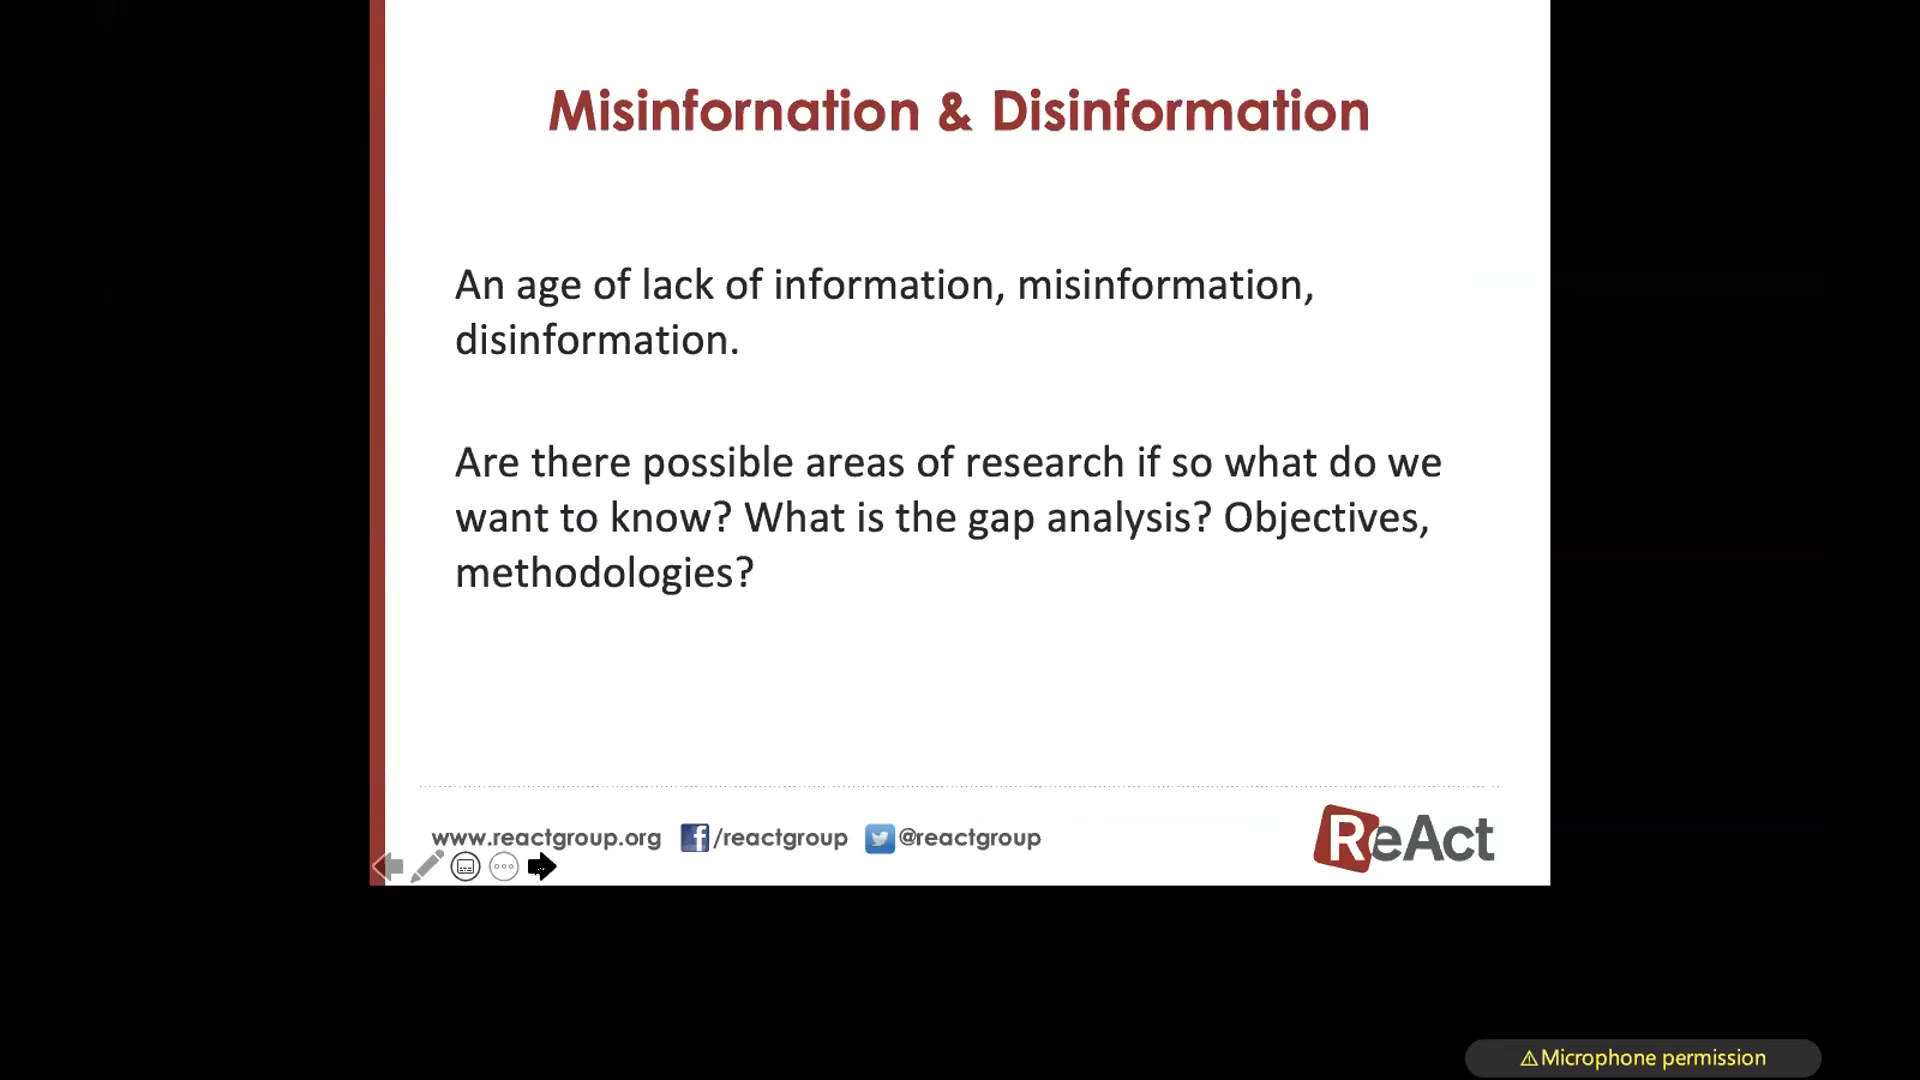 Misinfornation & Disinformation
An age of lack of information, misinformation,
disinformation.
Are there possible areas of research if so what do we
want to know? What is the gap analysis? Objectives,
methodologies?
www.reactgroup.org f/reactgroup @reactgroup
ReAct
⚠Microphone permission